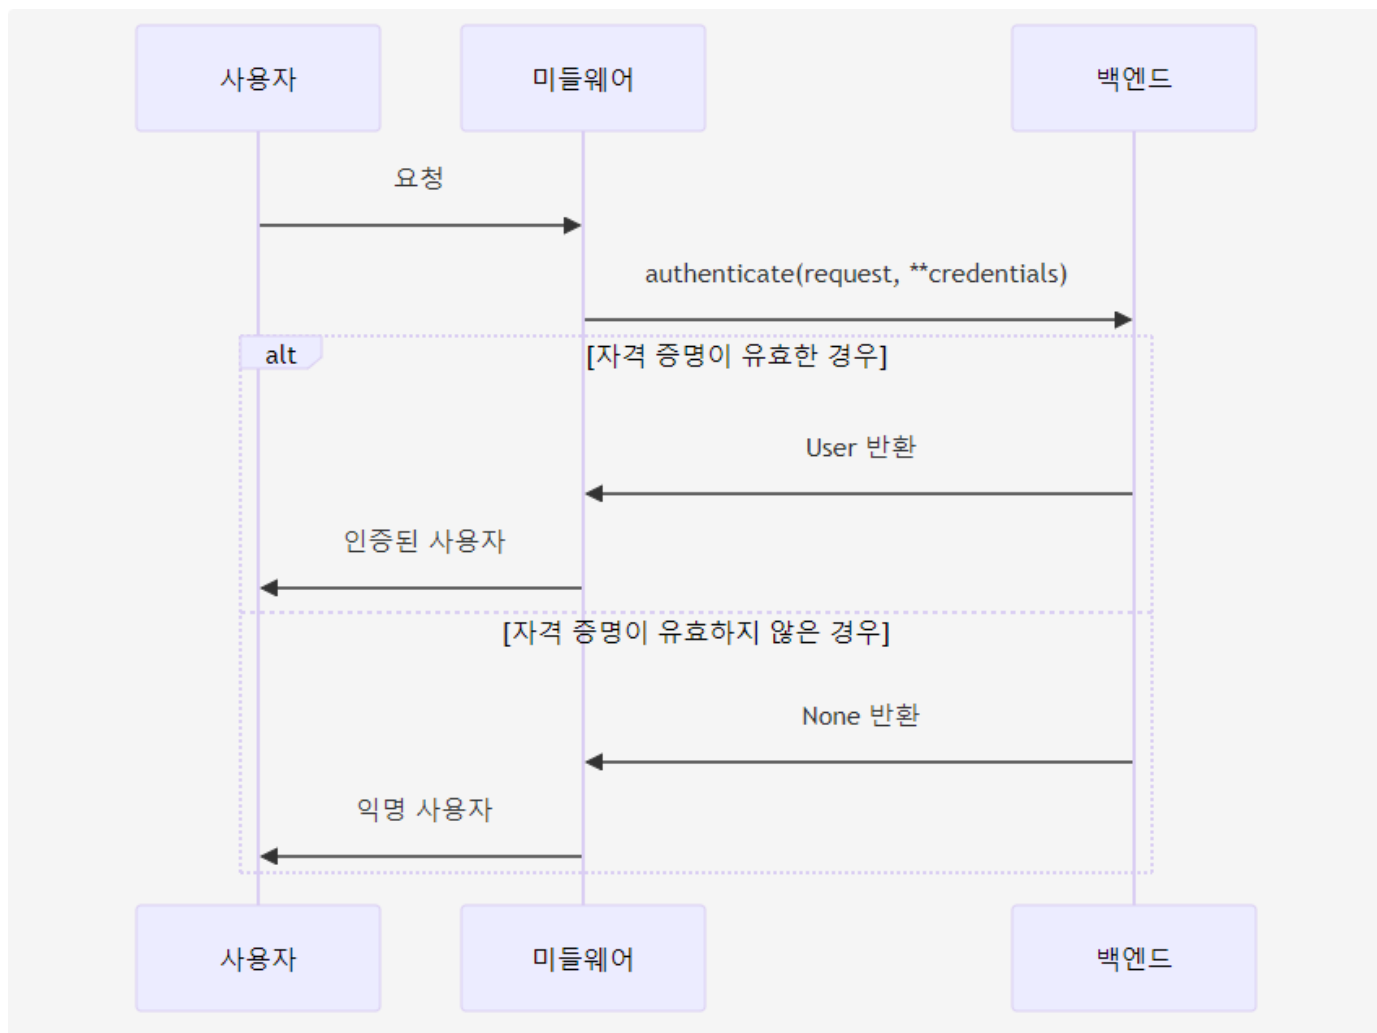 사용자
미들웨어
백엔드
요청
authenticate(request, **credentials)
alt
[자격 증명이 유효한 경우]
User 반환
인증된 사용자
[자격 증명이 유효하지 않은 경우]
None 반환
익명 사용자
사용자
미들웨어
백엔드